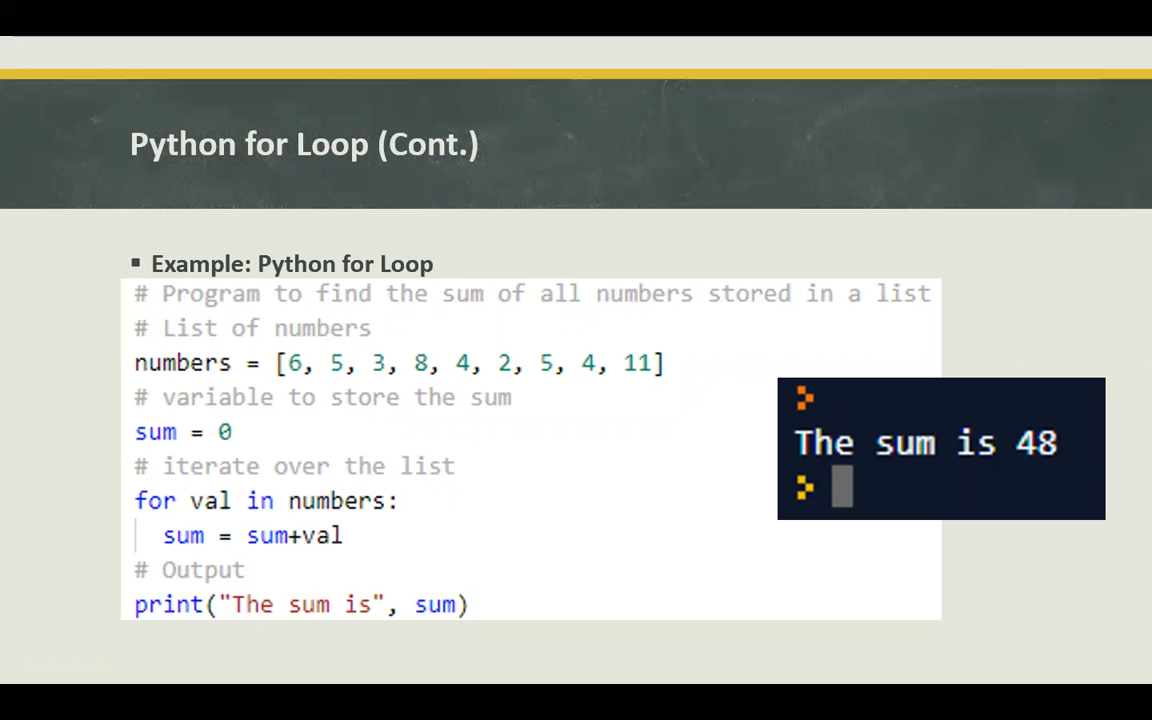 Python for Loop (Cont.)
▪ Example: Python for Loop
# Program to find the sum of all numbers stored in a list
# List of numbers
numbers = [6, 5, 3, 8, 4, 2, 5, 4, 11]
# variable to store the sum
sum = 0
# iterate over the list
for val in numbers:
  sum = sum+val
# Output
print("The sum is", sum)
>
The sum is 48
>